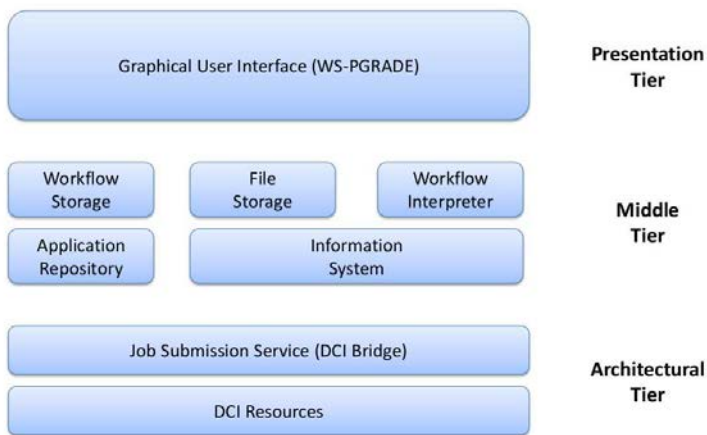 Graphical User Interface (WS-PGRADE)
Presentation
Tier
Workflow
Storage
File
Storage
Workflow
Interpreter
Middle
Tier
Application
Repository
Information
System
Job Submission Service (DCI Bridge)
Architectural
Tier
DCI Resources